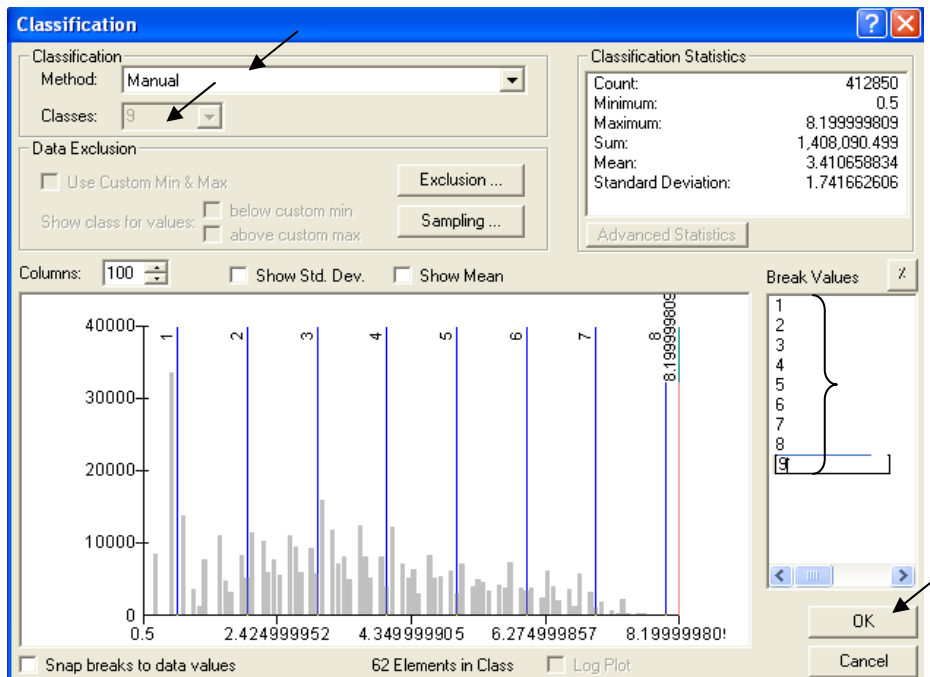 Classification
Classification
Method: Manual
Classes: 9
Classification Statistics
Count: 412850
Minimum: 0.5
Maximum: 8.199999809
Sum: 1,408,090.499
Mean: 3.410658834
Standard Deviation: 1.741662606
Advanced Statistics
Data Exclusion
Use Custom Min & Max
Exclusion ...
Show class for values: below custom min
above custom max
Sampling ...
Columns: 100 Show Std. Dev. Show Mean
Break Values %
1
2
3
4
5
6
7
8
9
40000
30000
20000
10000
0
1 2 3 4 5 6 7 8 8.199999809
0.5 2.424999952 4.349999905 6.274999857 8.19999980!
OK
Snap breaks to data values 62 Elements in Class Log Plot
Cancel